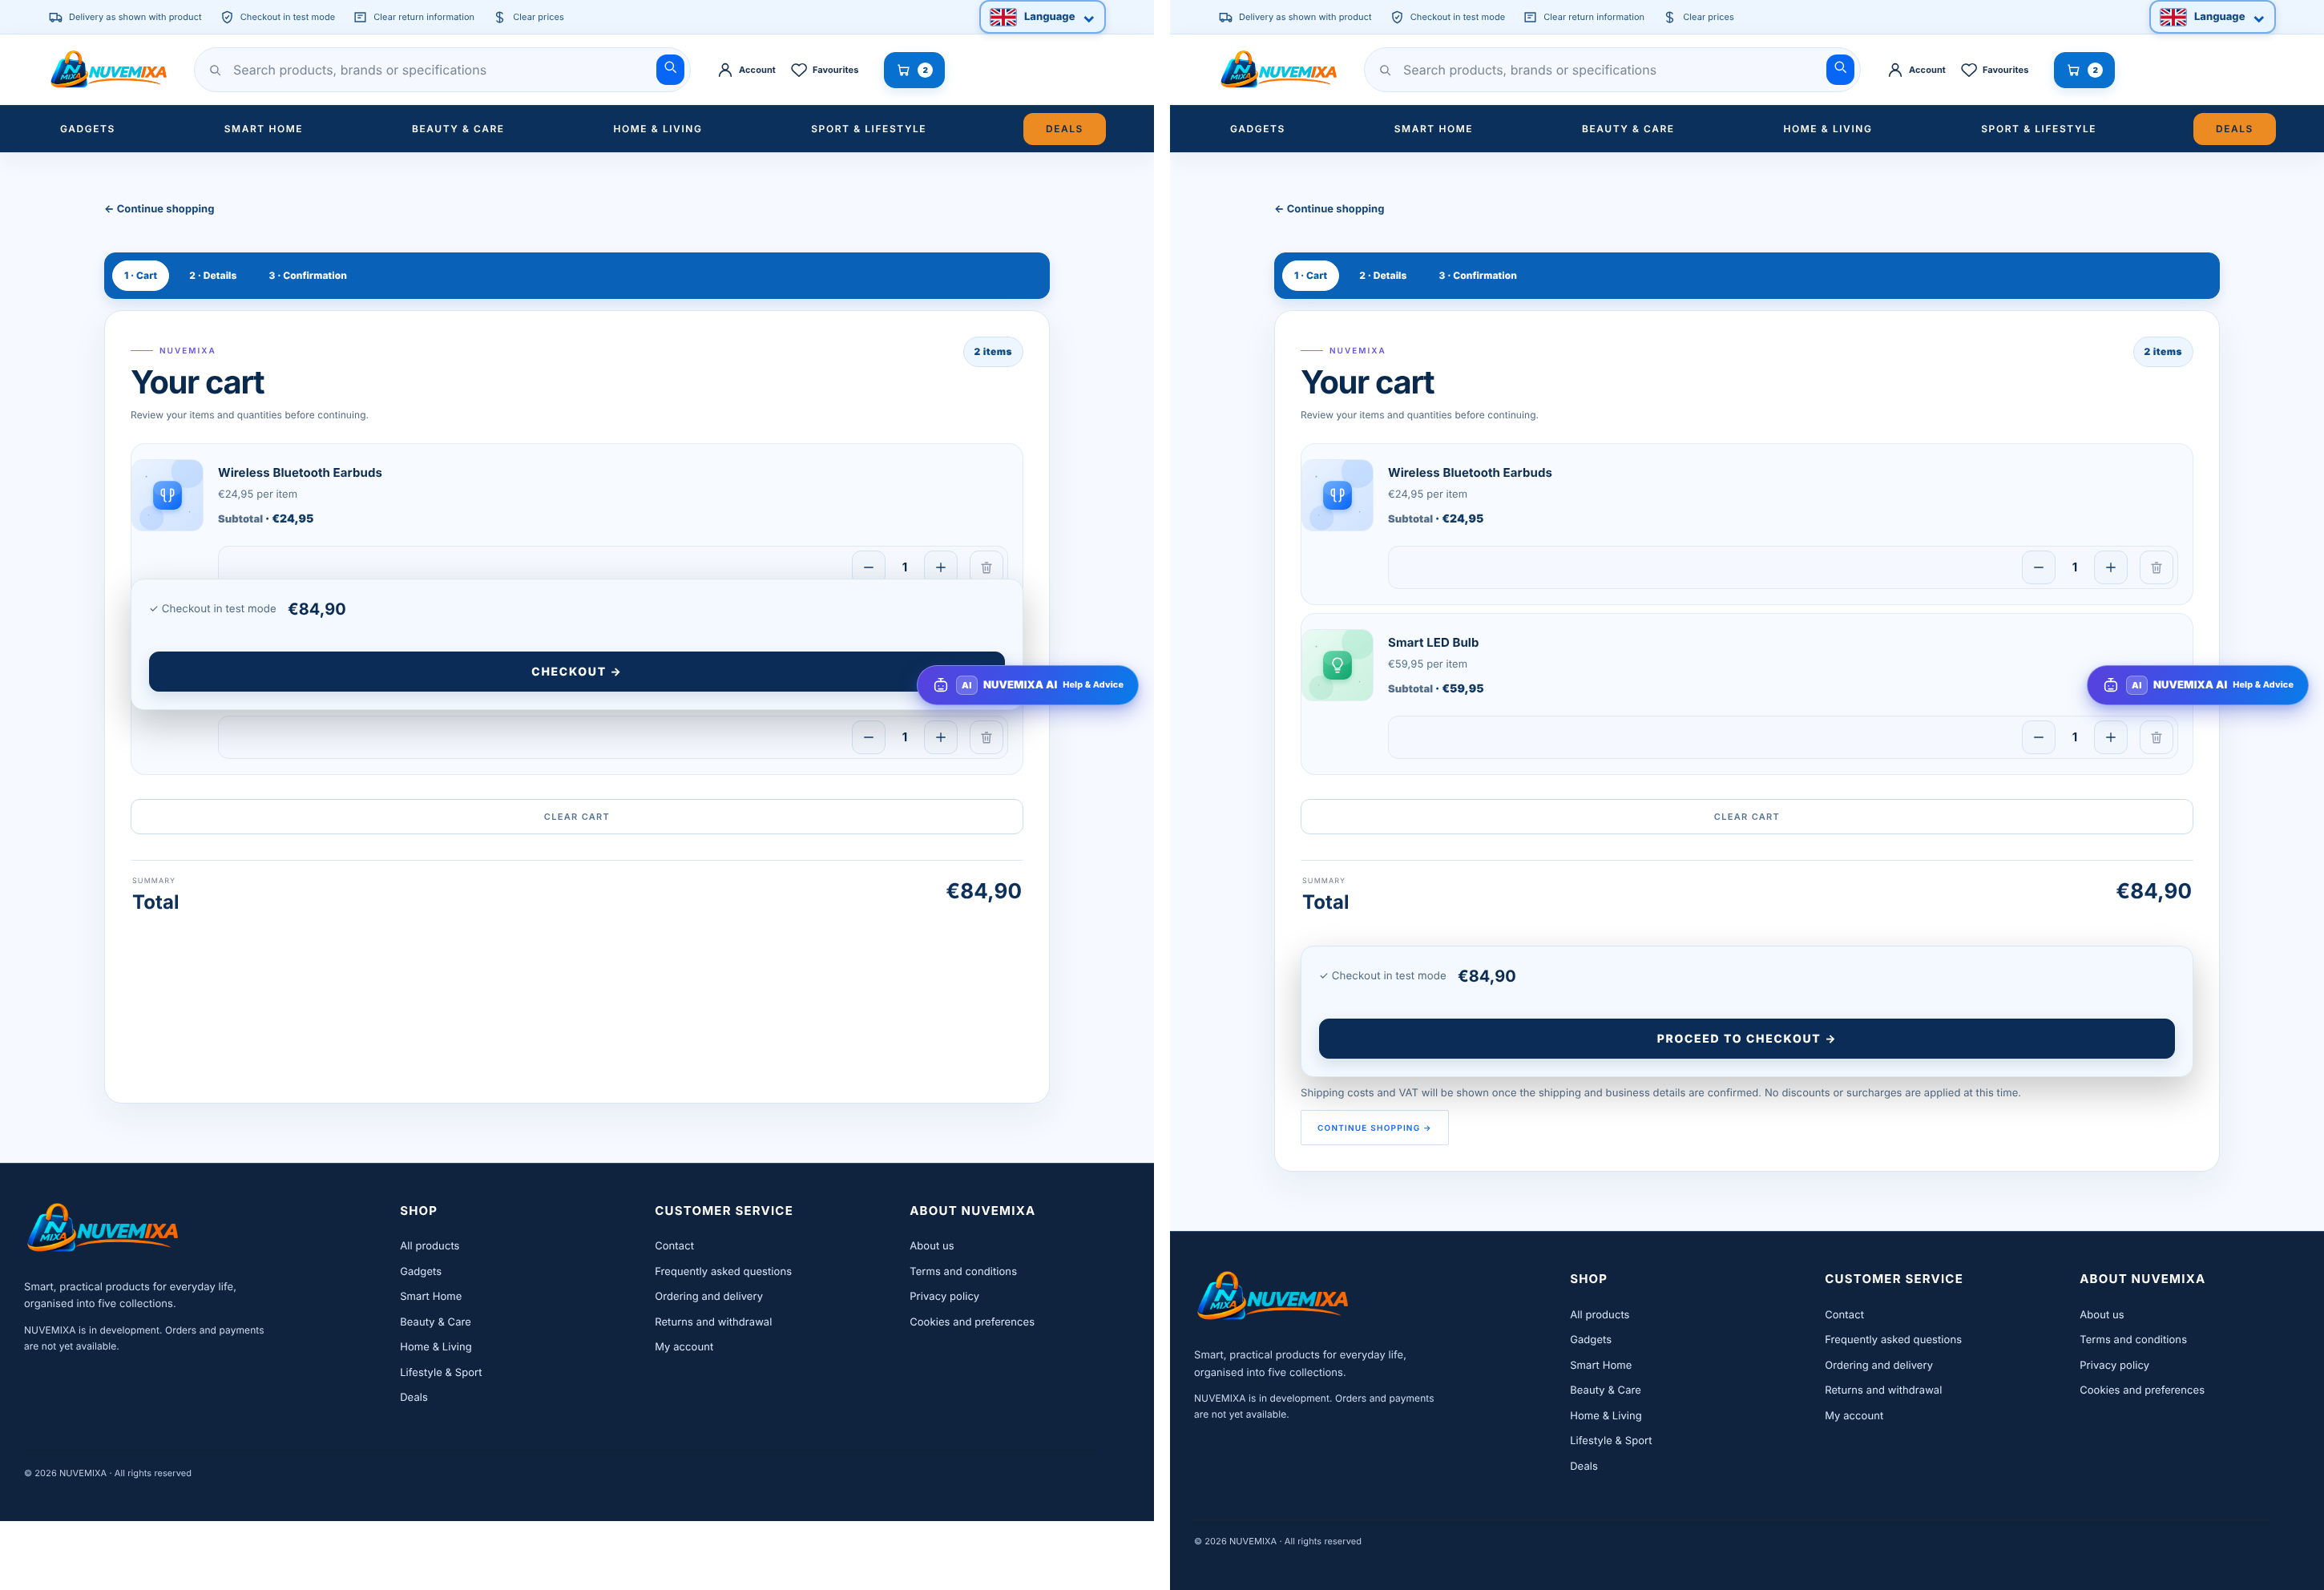 Delivery as shown with product Checkout in test mode Clear return information Clear prices Language
MIXA NUVEMIXA Search products, brands or specifications Account Favourites 2
GADGETS SMART HOME BEAUTY & CARE HOME & LIVING SPORT & LIFESTYLE DEALS
← Continue shopping
1 · Cart 2 · Details 3 · Confirmation
NUVEMIXA
2 items
Your cart
Review your items and quantities before continuing.
Wireless Bluetooth Earbuds
€24,95 per item
Subtotal · €24,95
− 1 +
✓ Checkout in test mode €84,90
CHECKOUT →
AI NUVEMIXA AI Help & Advice
− 1 +
CLEAR CART
SUMMARY
Total €84,90
MIXA NUVEMIXA
Smart, practical products for everyday life,
organised into five collections.
NUVEMIXA is in development. Orders and payments
are not yet available.
SHOP
All products
Gadgets
Smart Home
Beauty & Care
Home & Living
Lifestyle & Sport
Deals
CUSTOMER SERVICE
Contact
Frequently asked questions
Ordering and delivery
Returns and withdrawal
My account
ABOUT NUVEMIXA
About us
Terms and conditions
Privacy policy
Cookies and preferences
© 2026 NUVEMIXA · All rights reserved
Delivery as shown with product Checkout in test mode Clear return information Clear prices Language
MIXA NUVEMIXA Search products, brands or specifications Account Favourites 2
GADGETS SMART HOME BEAUTY & CARE HOME & LIVING SPORT & LIFESTYLE DEALS
← Continue shopping
1 · Cart 2 · Details 3 · Confirmation
NUVEMIXA
2 items
Your cart
Review your items and quantities before continuing.
Wireless Bluetooth Earbuds
€24,95 per item
Subtotal · €24,95
− 1 +
Smart LED Bulb
€59,95 per item
Subtotal · €59,95
AI NUVEMIXA AI Help & Advice
− 1 +
CLEAR CART
SUMMARY
Total €84,90
✓ Checkout in test mode €84,90
PROCEED TO CHECKOUT →
Shipping costs and VAT will be shown once the shipping and business details are confirmed. No discounts or surcharges are applied at this time.
CONTINUE SHOPPING →
MIXA NUVEMIXA
Smart, practical products for everyday life,
organised into five collections.
NUVEMIXA is in development. Orders and payments
are not yet available.
SHOP
All products
Gadgets
Smart Home
Beauty & Care
Home & Living
Lifestyle & Sport
Deals
CUSTOMER SERVICE
Contact
Frequently asked questions
Ordering and delivery
Returns and withdrawal
My account
ABOUT NUVEMIXA
About us
Terms and conditions
Privacy policy
Cookies and preferences
© 2026 NUVEMIXA · All rights reserved